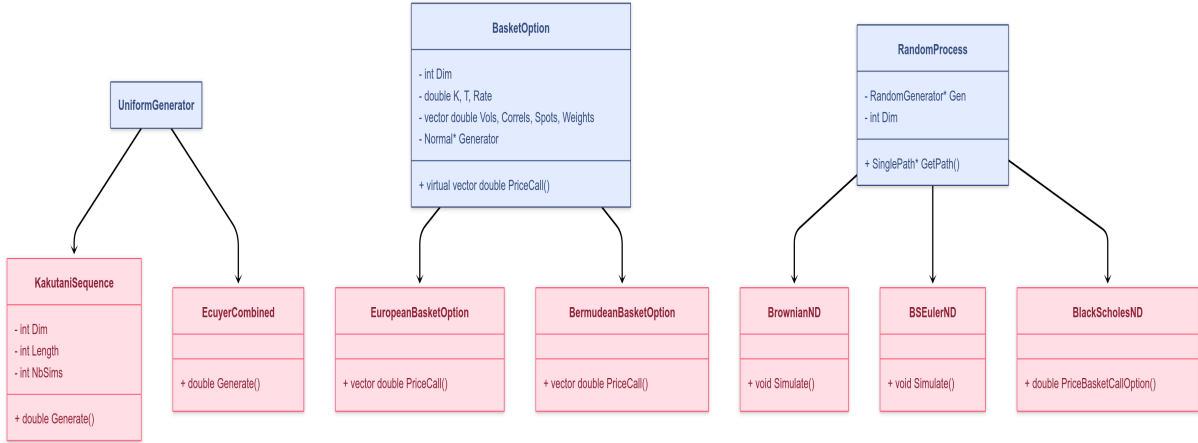 UniformGenerator
KakutaniSequence
- int Dim
- int Length
- int NbSims
+ double Generate()
EcuyerCombined
+ double Generate()
BasketOption
- int Dim
- double K, T, Rate
- vector double Vols, Correls, Spots, Weights
- Normal* Generator
+ virtual vector double PriceCall()
EuropeanBasketOption
+ vector double PriceCall()
BermudeanBasketOption
+ vector double PriceCall()
RandomProcess
- RandomGenerator* Gen
- int Dim
+ SinglePath* GetPath()
BrownianND
+ void Simulate()
BSEulerND
+ void Simulate()
BlackScholesND
+ double PriceBasketCallOption()